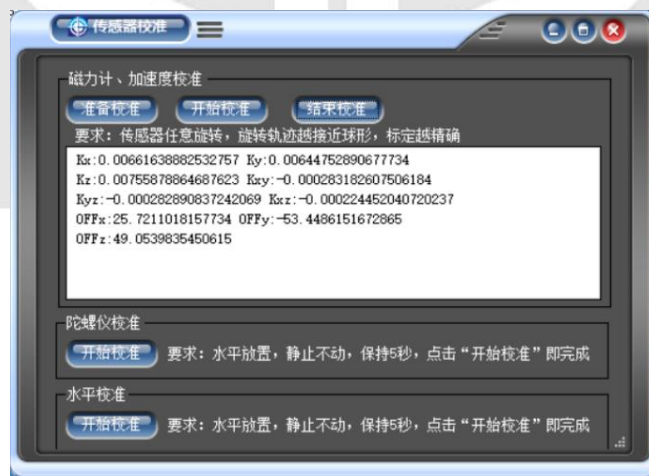 传感器校准
磁力计、加速度校准
准备校准 开始校准 结束校准
要求：传感器任意旋转，旋转轨迹越接近球形，标定越精确
Kx:0.00661638882532757 Ky:0.00644752890677734
Kz:0.00755878864687623 Kxy:-0.000283182607506184
Kyz:-0.000282890837242069 Kxz:-0.000224452040720237
OFFx:25.7211018157734 OFFy:-53.4486151672865
OFFz:49.0539835450615
陀螺仪校准
开始校准 要求：水平放置，静止不动，保持5秒，点击“开始校准”即完成
水平校准
开始校准 要求：水平放置，静止不动，保持5秒，点击“开始校准”即完成